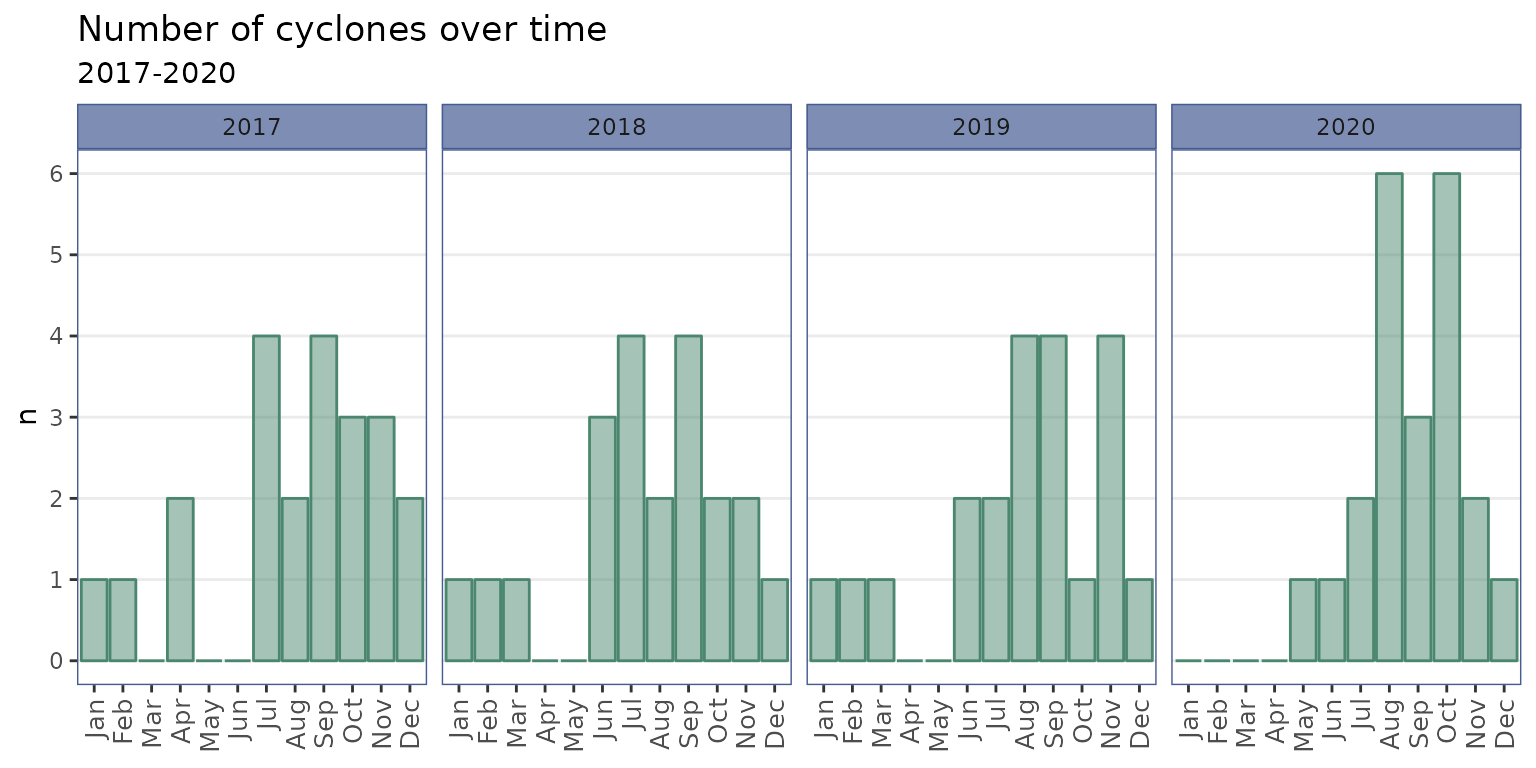 Number of cyclones over time
2017-2020
2017 2018 2019 2020
6
5
4
3
2
1
0
n
Jan Feb Mar Apr May Jun Jul Aug Sep Oct Nov Dec Jan Feb Mar Apr May Jun Jul Aug Sep Oct Nov Dec Jan Feb Mar Apr May Jun Jul Aug Sep Oct Nov Dec Jan Feb Mar Apr May Jun Jul Aug Sep Oct Nov Dec